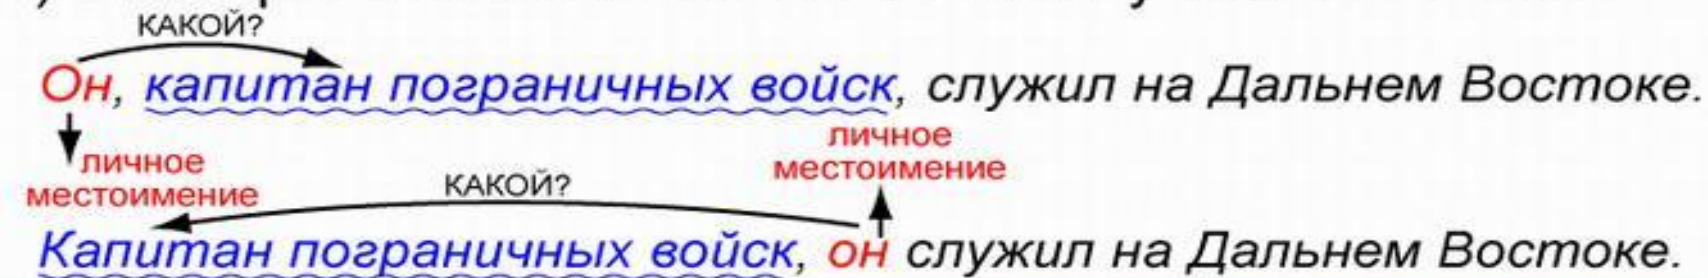 КАКОЙ?
Он, капитан пограничных войск, служил на Дальнем Востоке.
личное
местоимение
личное
местоимение
КАКОЙ?
Капитан пограничных войск, он служил на Дальнем Востоке.